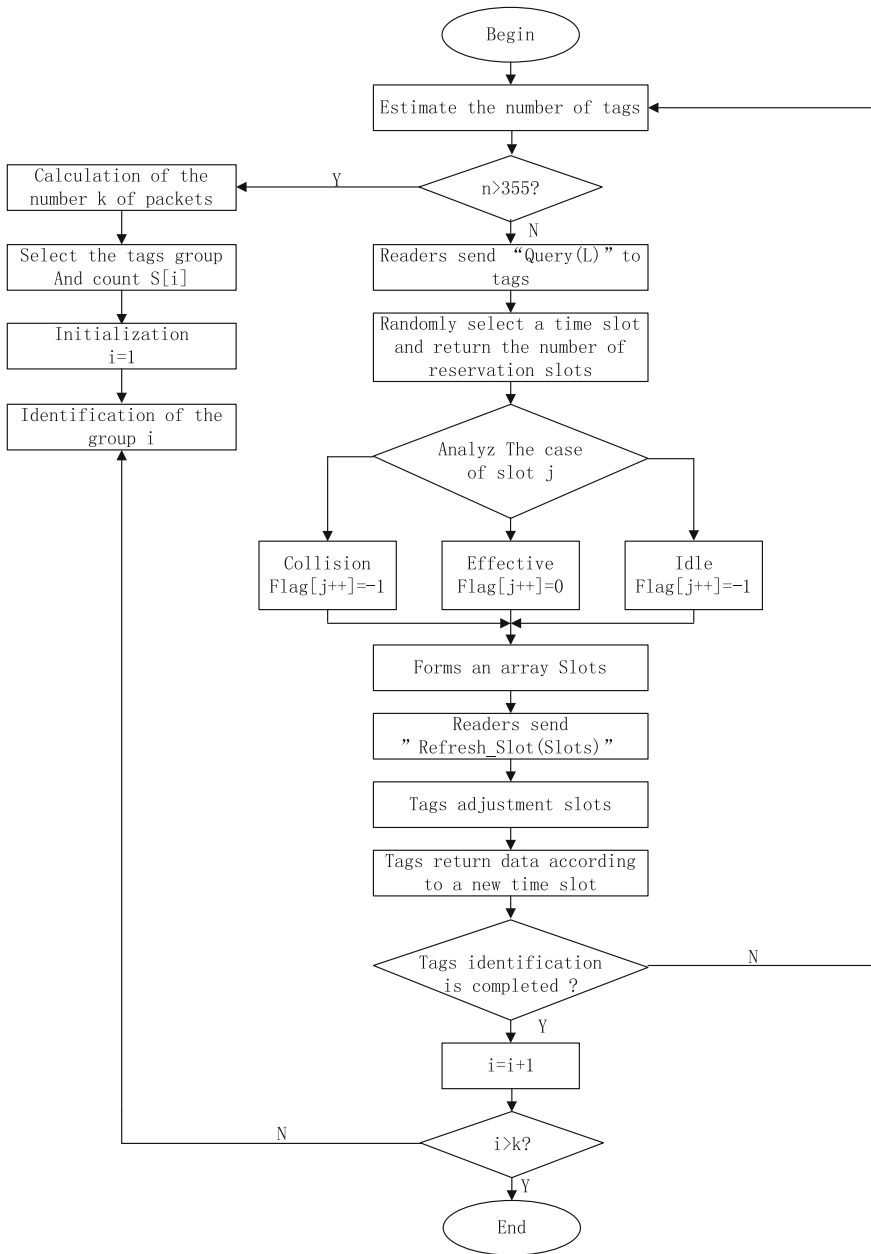 Begin
Estimate the number of tags
n>355?
Y
N
Calculation of the
number k of packets
Select the tags group
And count S[i]
Initialization
i=1
Identification of the
group i
Readers send “Query(L)” to
tags
Randomly select a time slot
and return the number of
reservation slots
Analyz The case
of slot j
Collision
Flag[j++]=-1
Effective
Flag[j++]=0
Idle
Flag[j++]=-1
Forms an array Slots
Readers send
” Refresh_Slot(Slots)”
Tags adjustment slots
Tags return data according
to a new time slot
Tags identification
is completed ?
N
Y
i=i+1
i>k?
N
Y
End